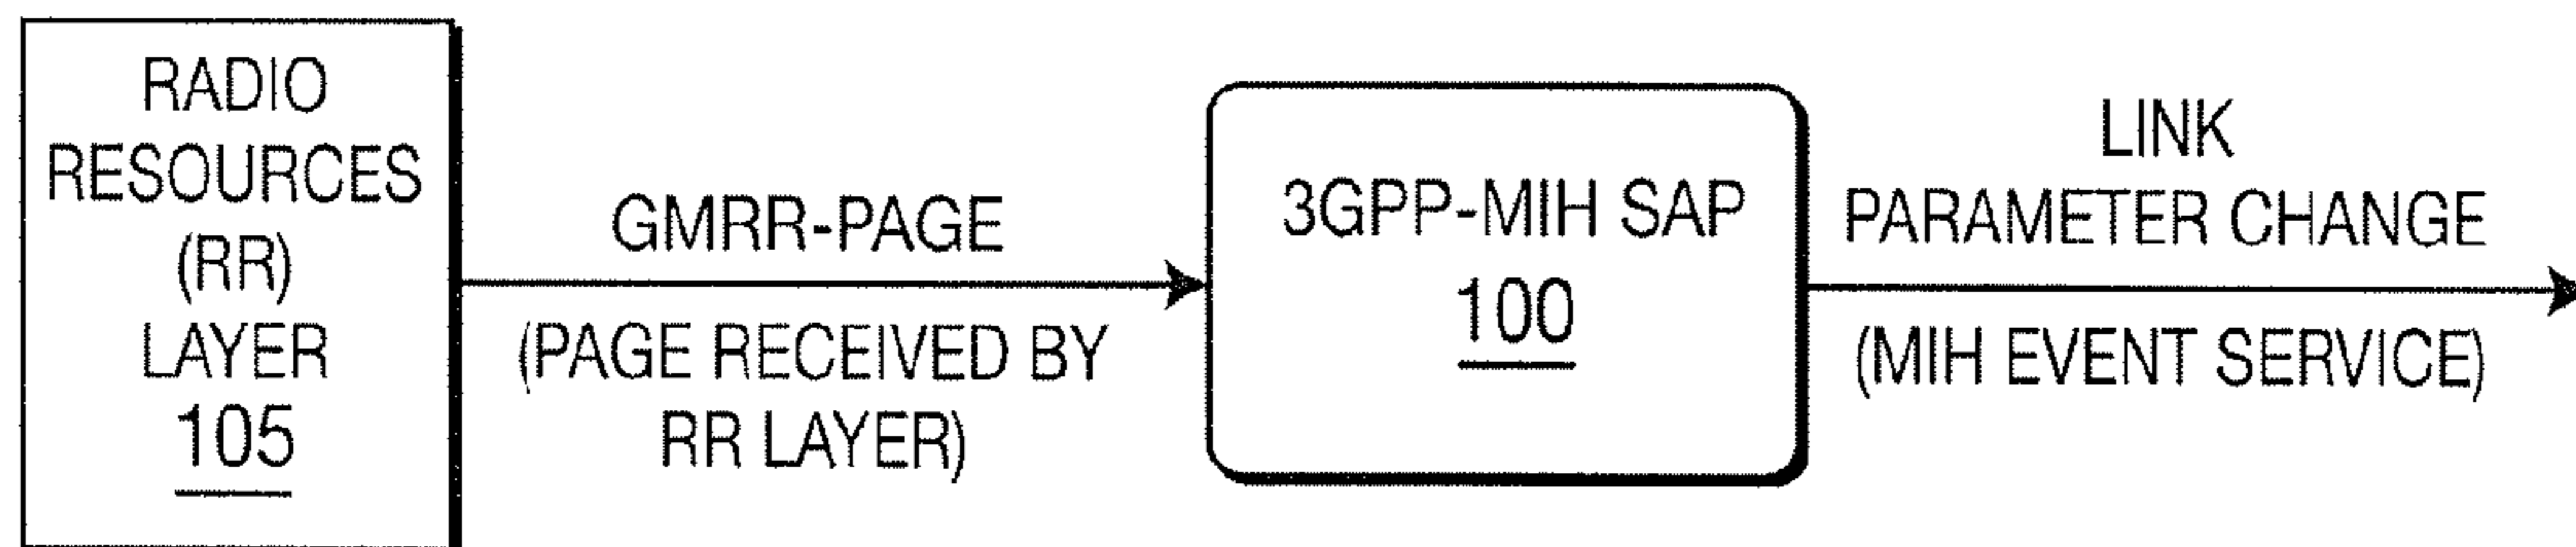 RADIO
RESOURCES
(RR)
LAYER
105
GMRR-PAGE
(PAGE RECEIVED BY
RR LAYER)
3GPP-MIH SAP
100
LINK
PARAMETER CHANGE
(MIH EVENT SERVICE)